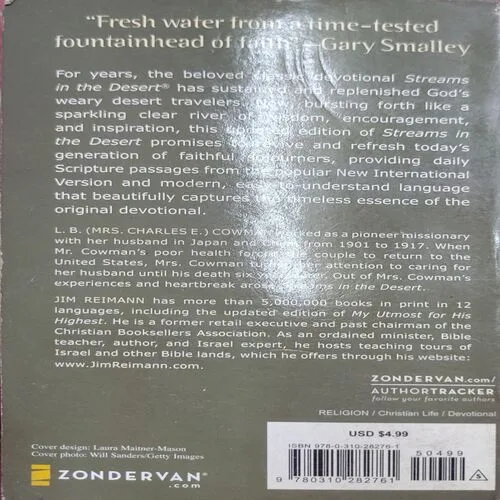 “Fresh water from a time-tested
fountainhead of faith.”—Gary Smalley
For years, the beloved classic devotional Streams
in the Desert® has sustained and replenished God's
weary desert travelers. Now, bursting forth like a
sparkling clear river of wisdom, encouragement,
and inspiration, this updated edition of Streams in
the Desert promises to revive and refresh today's
generation of faithful sojourners, providing daily
Scripture passages from the popular New International
Version and modern, easy-to-understand language
that beautifully captures the timeless essence of the
original devotional.
L. B. (MRS. CHARLES E.) COWMAN worked as a pioneer missionary
with her husband in Japan and China from 1901 to 1917. When
Mr. Cowman's poor health forced the couple to return to the
United States, Mrs. Cowman turned her attention to caring for
her husband until his death six years later. Out of Mrs. Cowman's
experiences and heartbreak arose Streams in the Desert.
JIM REIMANN has more than 5,000,000 books in print in 12
languages, including the updated edition of My Utmost for His
Highest. He is a former retail executive and past chairman of the
Christian Booksellers Association. As an ordained minister, Bible
teacher, author, and Israel expert, he hosts teaching tours of
Israel and other Bible lands, which he offers through his website:
www.JimReimann.com
ZONDERVAN.com/
AUTHORTRACKER
follow your favorite authors
RELIGION / Christian Life / Devotional
USD $4.99
ISBN 978-0-310-28276-1
50499
9 780310 282761
S
Cover design: Laura Maitner-Mason
Cover photo: Will Sanders/Getty Images
ZONDERVAN®
.com